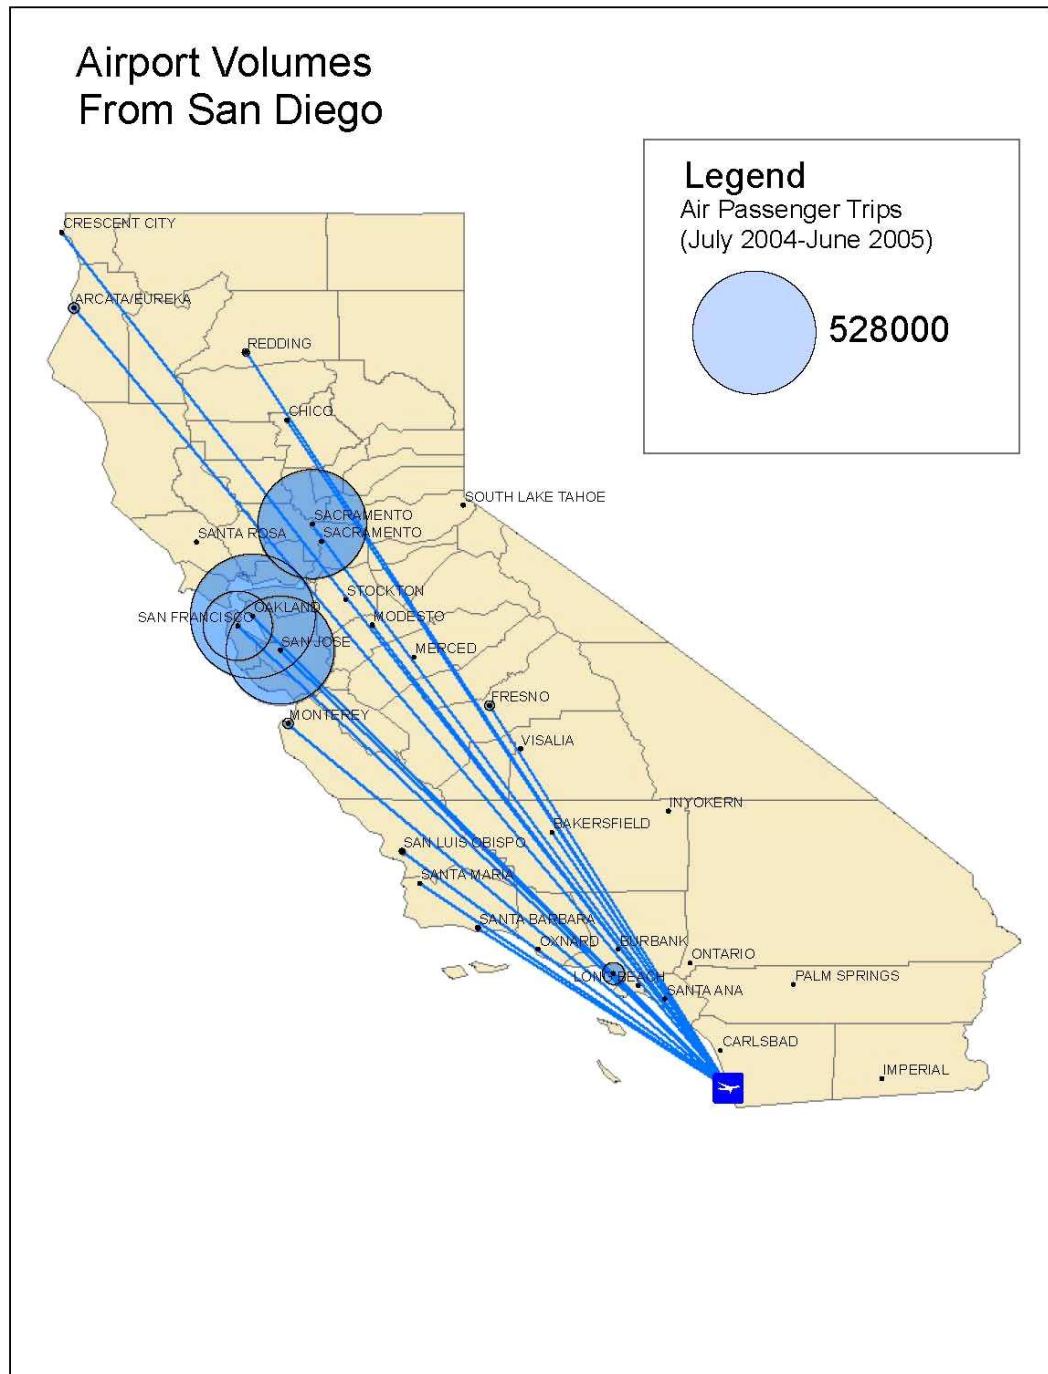 Airport Volumes
From San Diego
Legend
Air Passenger Trips
(July 2004-June 2005)
528000
CRESCENT CITY
ARCATA/EUREKA
REDDING
CHICO
SOUTH LAKE TAHOE
SACRAMENTO
SANTA ROSA
SACRAMENTO
STOCKTON
OAKLAND
SAN FRANCISCO
MODESTO
SAN JOSE
MERCED
FRESNO
MONTEREY
VISALIA
INYOKERN
BAKERSFIELD
SAN LUIS OBISPO
SANTA MARIA
SANTA BARBARA
OXNARD
BURBANK
ONTARIO
LONG BEACH
PALM SPRINGS
SANTA ANA
CARLSBAD
IMPERIAL